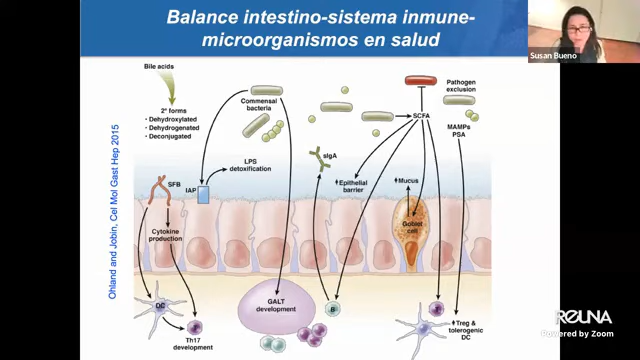 Balance intestino-sistema inmune-
microorganismos en salud
Susan Bueno
Ohland and Jobin, Cel Mol Gast Hep 2015
Bile acids
2° forms
• Dehydroxylated
• Dehydrogenated
• Deconjugated
Commensal
bacteria
Pathogen
exclusion
SCFA
MAMPs
PSA
sIgA
LPS
detoxification
SFB
IAP
Epithelial
barrier
Mucus
Goblet
cell
Cytokine
production
DC
Th17
development
GALT
development
B
Treg &
tolerogenic
DC
REUNA
Powered by Zoom